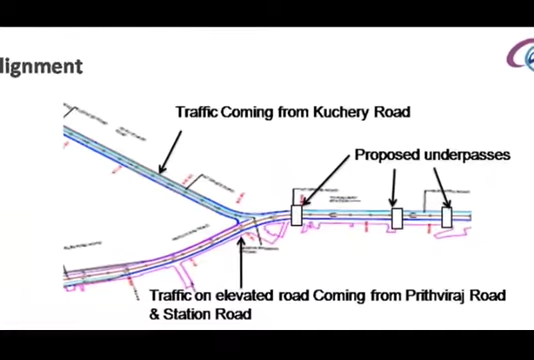 lignment
Traffic Coming from Kuchery Road
Proposed underpasses
Traffic on elevated road Coming from Prithviraj Road
& Station Road